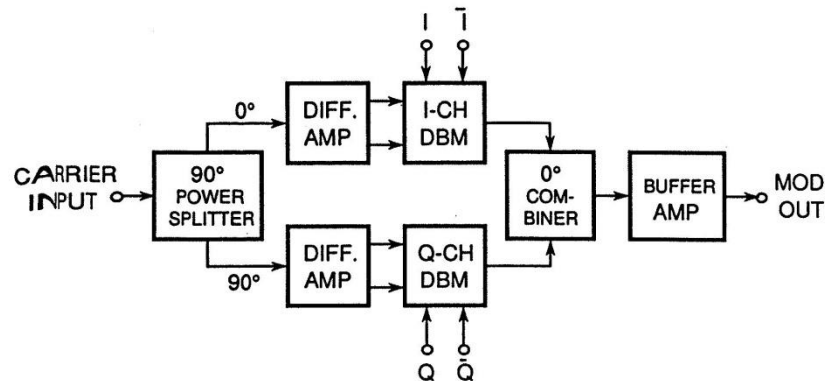 I Ī
0°
DIFF.
AMP
I-CH
DBM
CARRIER
INPUT
90°
POWER
SPLITTER
0°
COM-
BINER
BUFFER
AMP
MOD
OUT
90°
DIFF.
AMP
Q-CH
DBM
Q Q̄